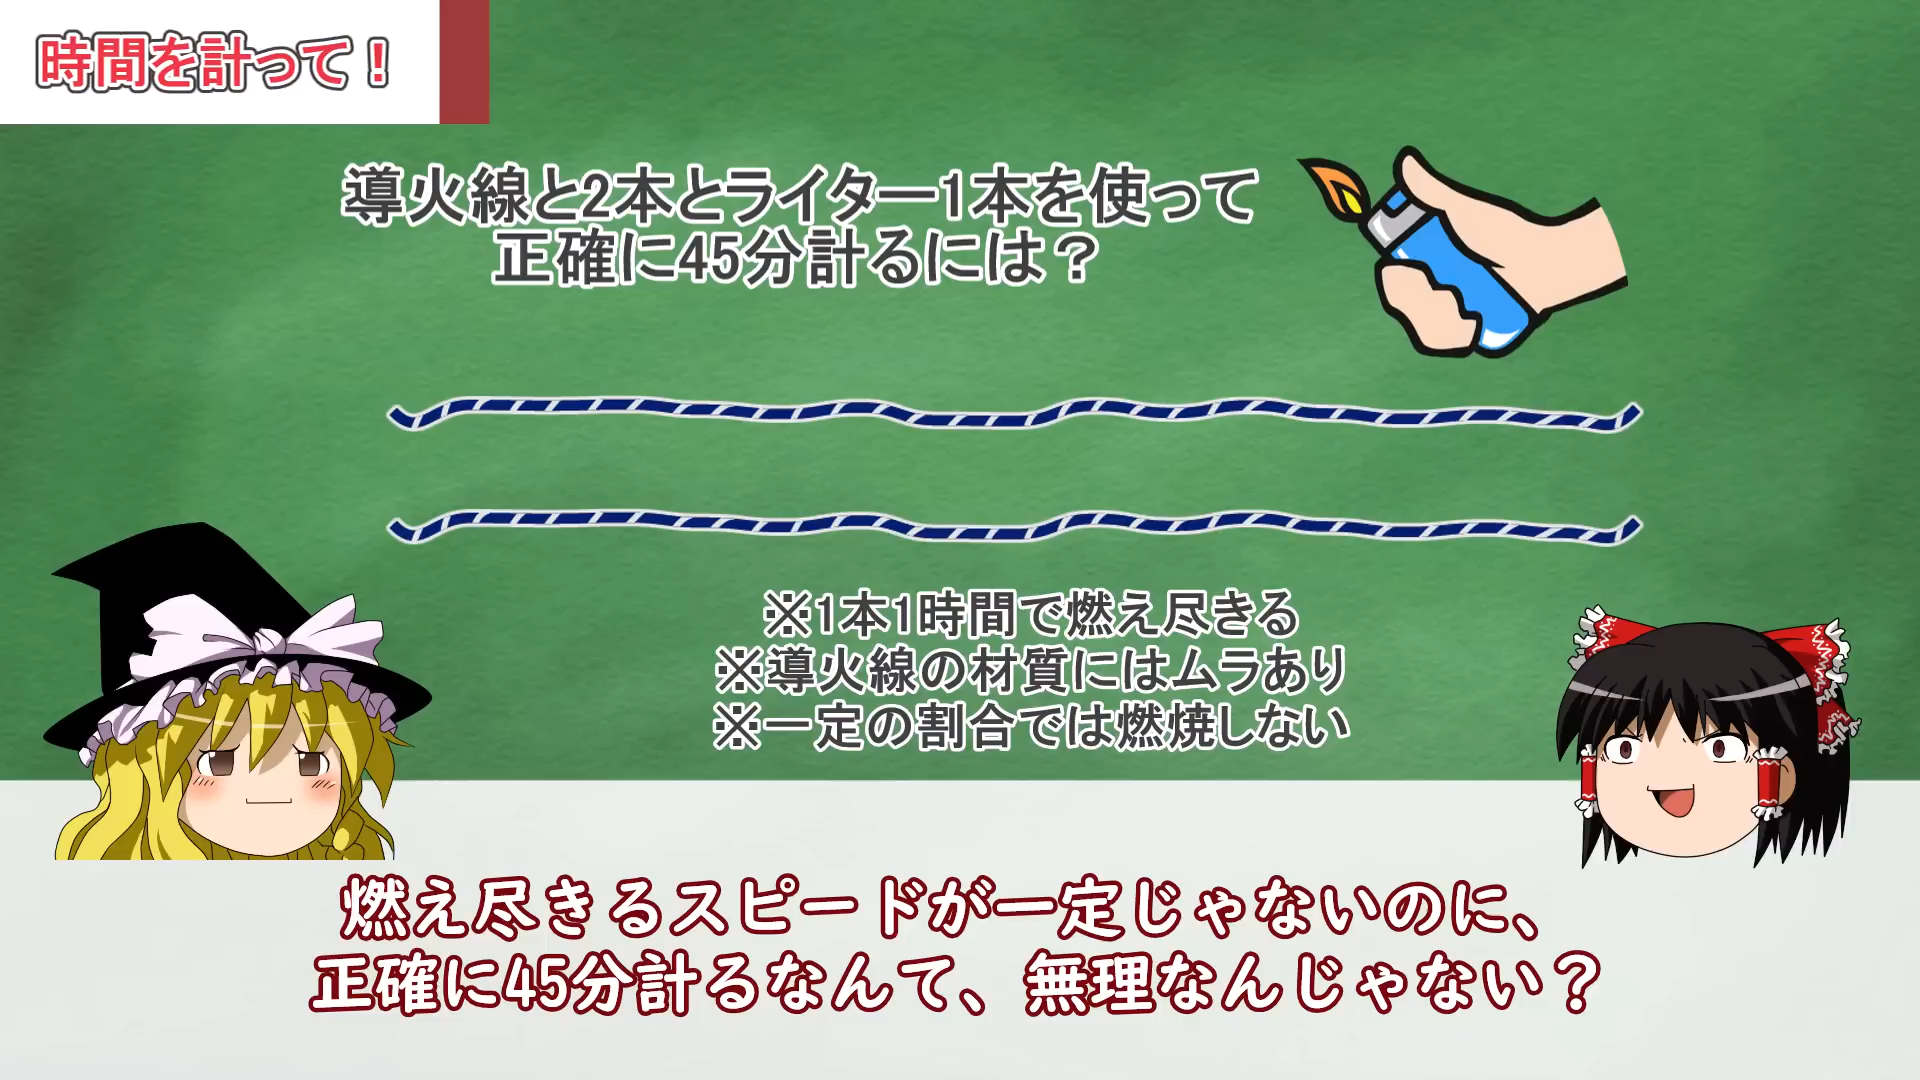 時間を計って！
導火線と2本とライター1本を使って
正確に45分計るには？
※1本1時間で燃え尽きる
※導火線の材質にはムラあり
※一定の割合では燃焼しない
燃え尽きるスピードが一定じゃないのに、
正確に45分計るなんて、無理なんじゃない？